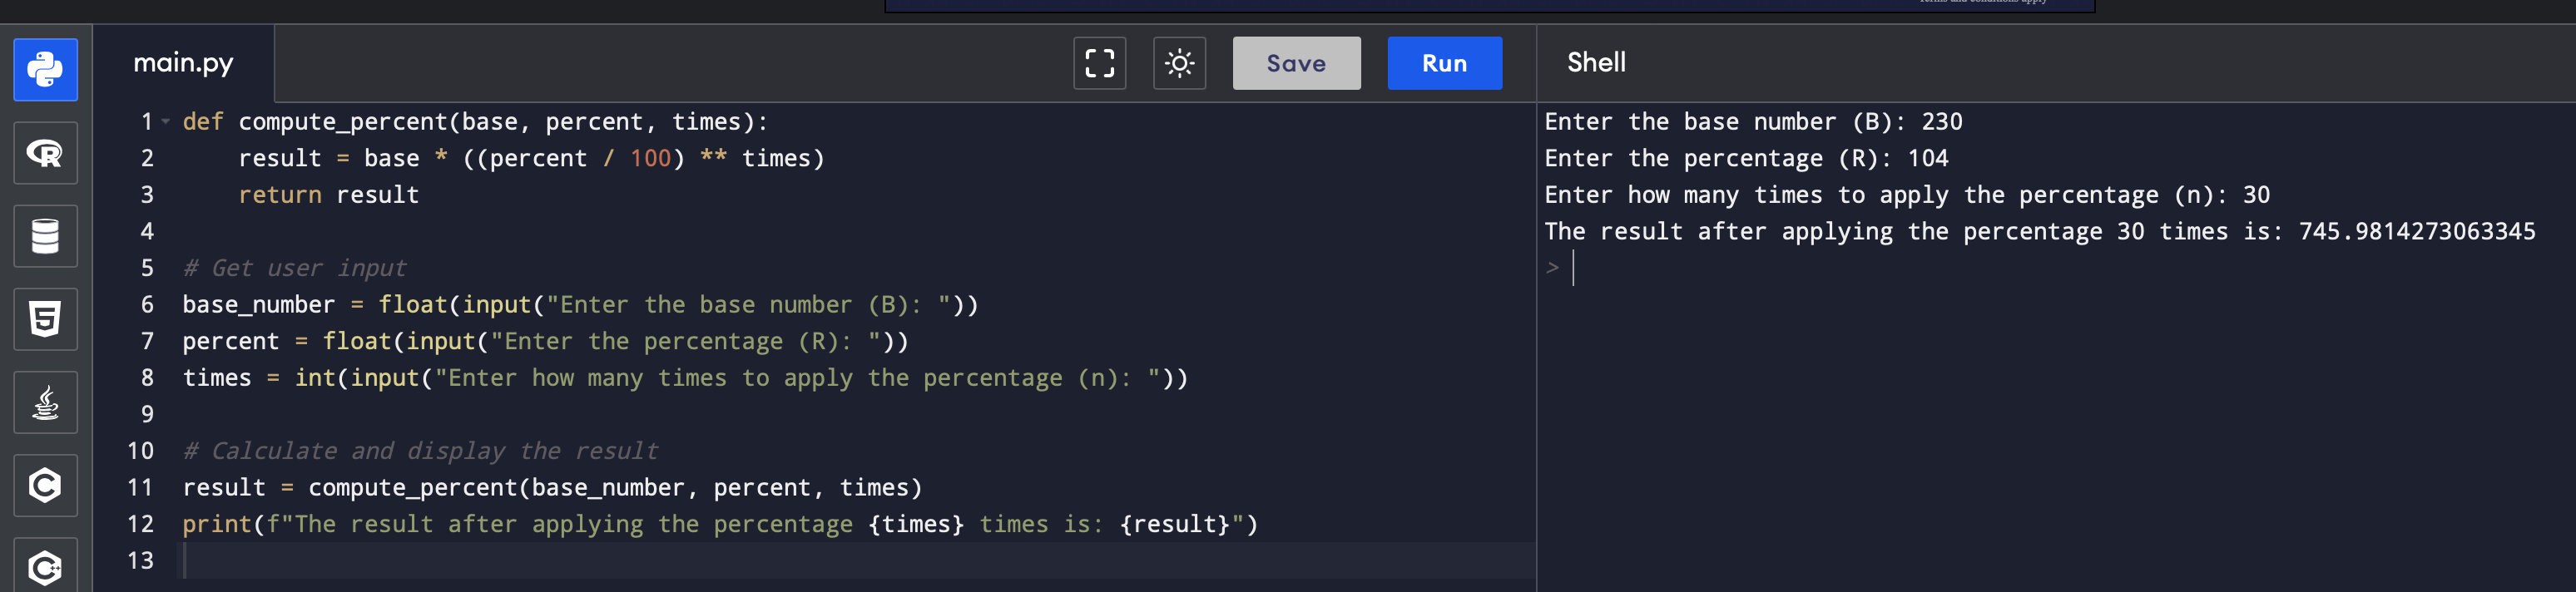 Terms and conditions apply
main.py
Save
Run
Shell
1 def compute_percent(base, percent, times):
2     result = base * ((percent / 100) ** times)
3     return result
4
5 # Get user input
6 base_number = float(input("Enter the base number (B): "))
7 percent = float(input("Enter the percentage (R): "))
8 times = int(input("Enter how many times to apply the percentage (n): "))
9
10 # Calculate and display the result
11 result = compute_percent(base_number, percent, times)
12 print(f"The result after applying the percentage {times} times is: {result}")
13
Enter the base number (B): 230
Enter the percentage (R): 104
Enter how many times to apply the percentage (n): 30
The result after applying the percentage 30 times is: 745.9814273063345
>
R
5
C
C++